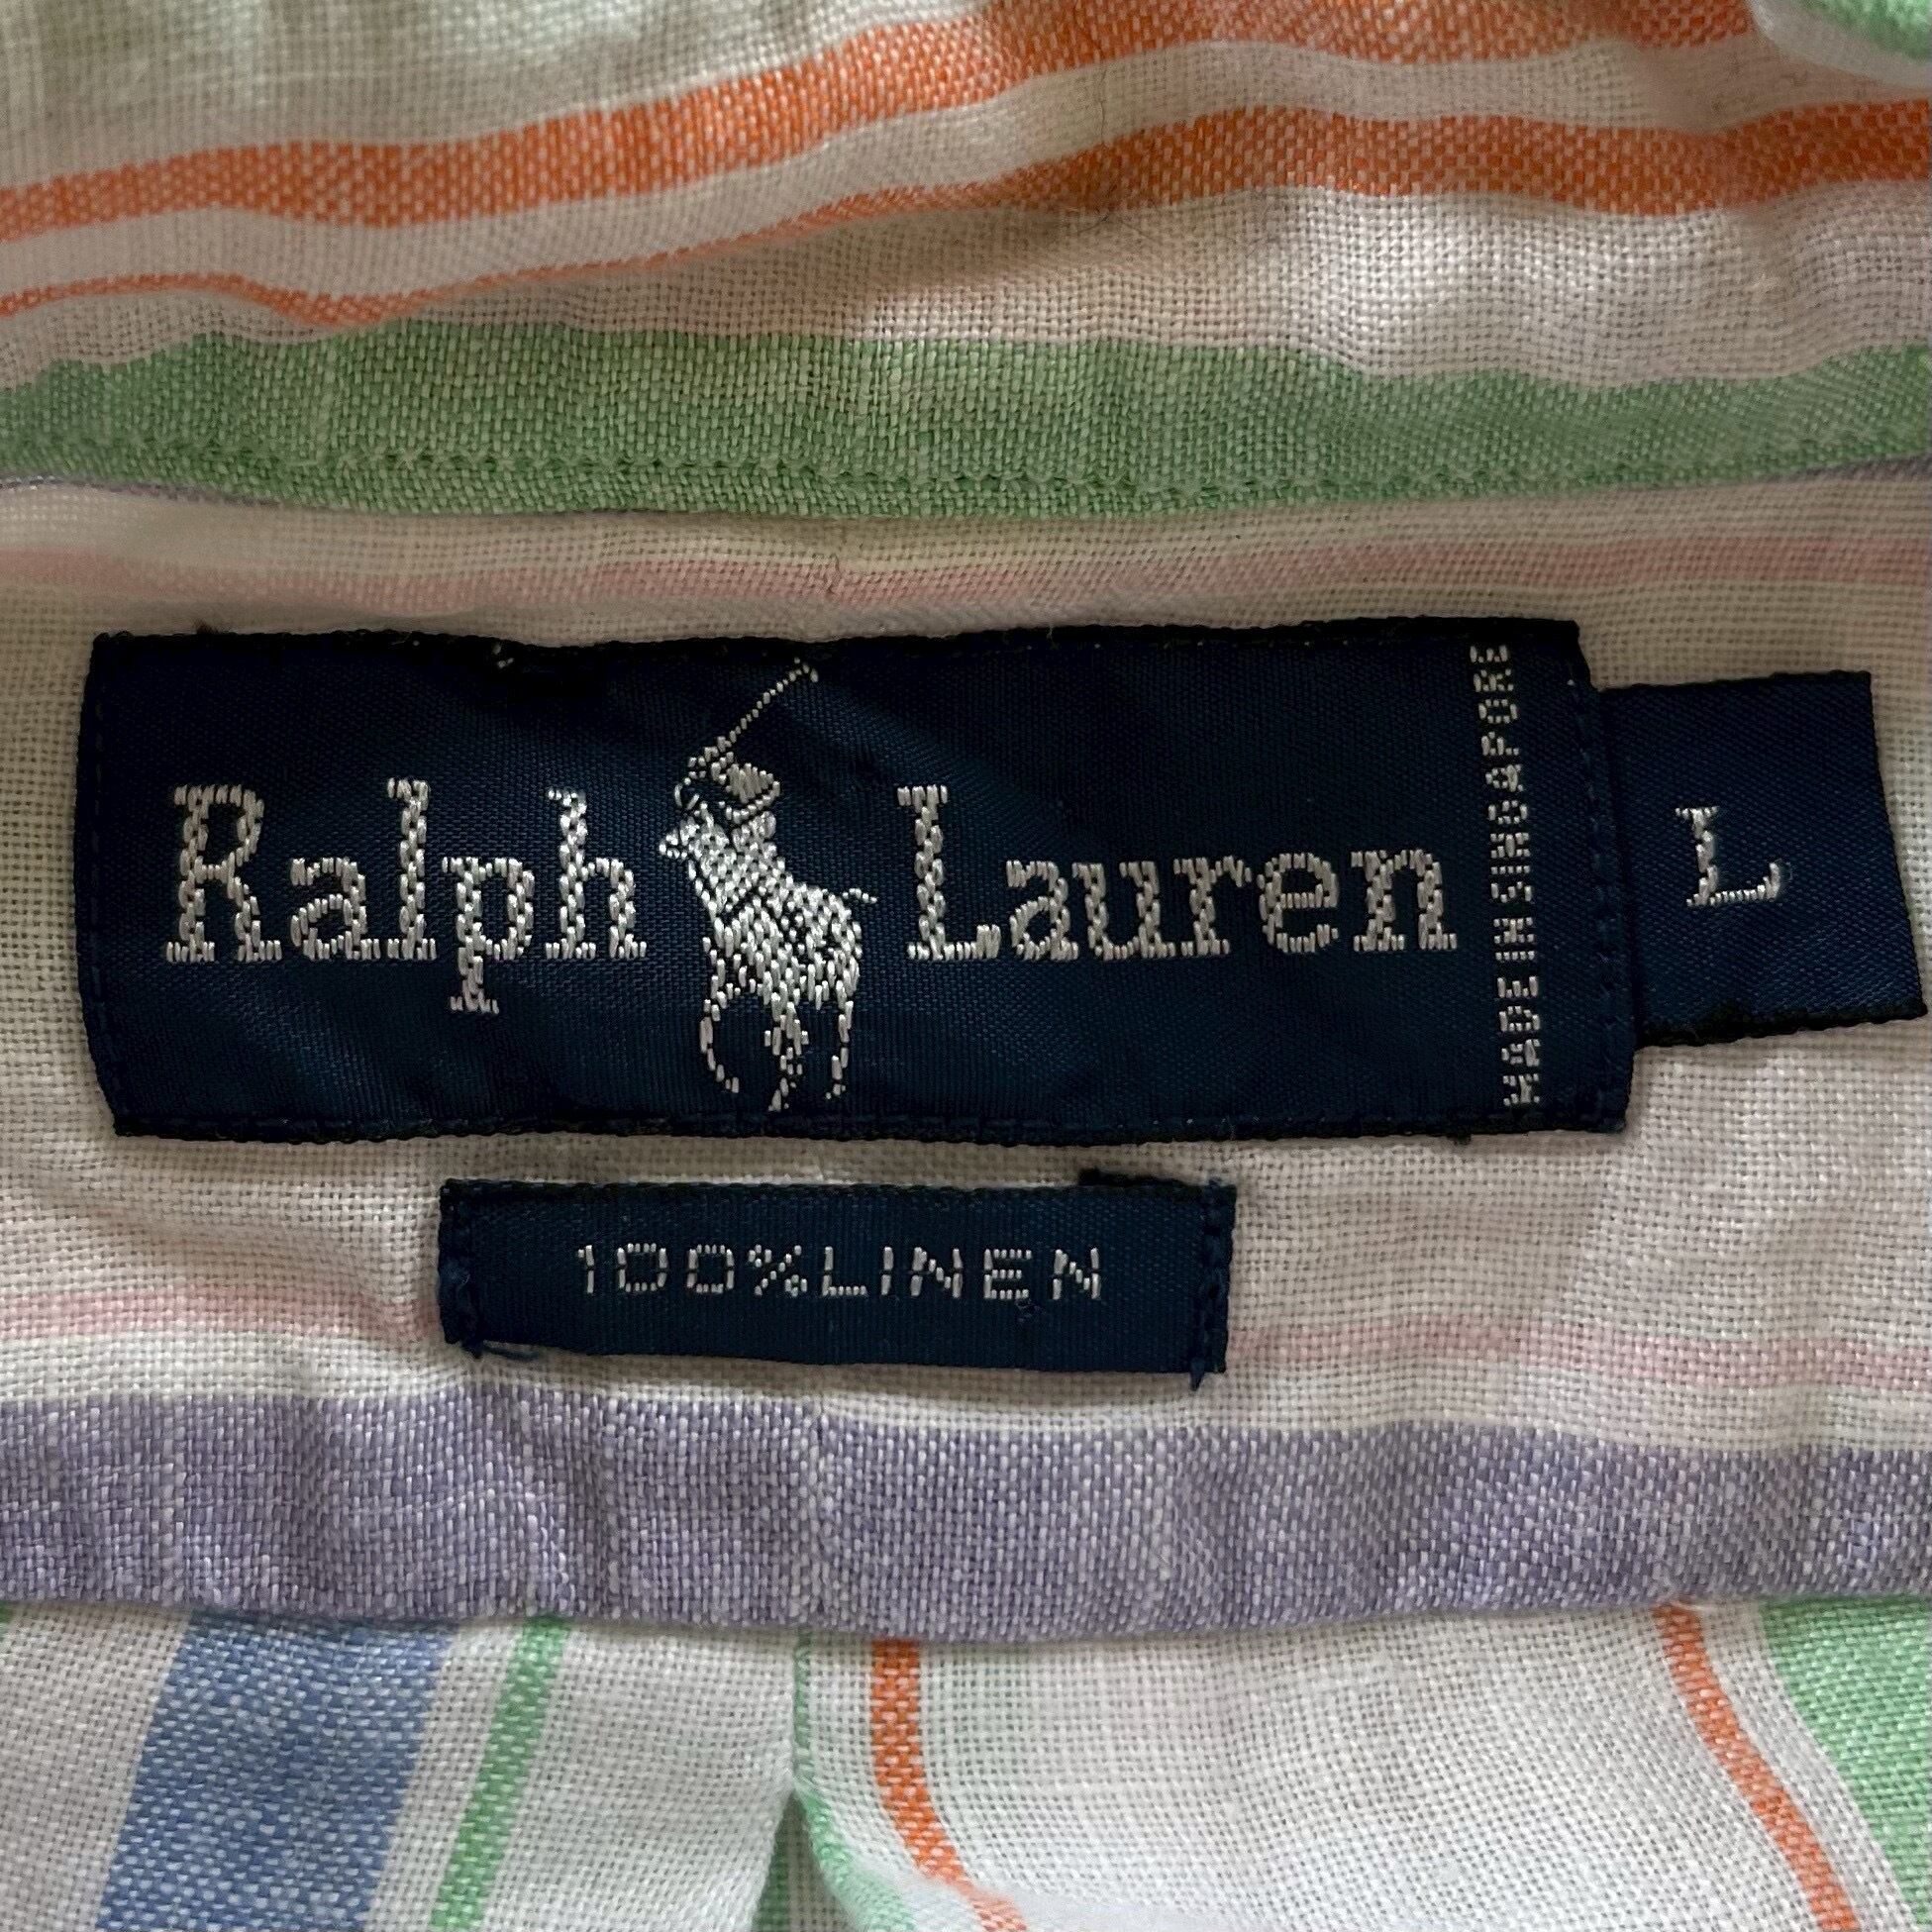 Ralph Lauren
MADE IN SINGAPORE
L
100% LINEN